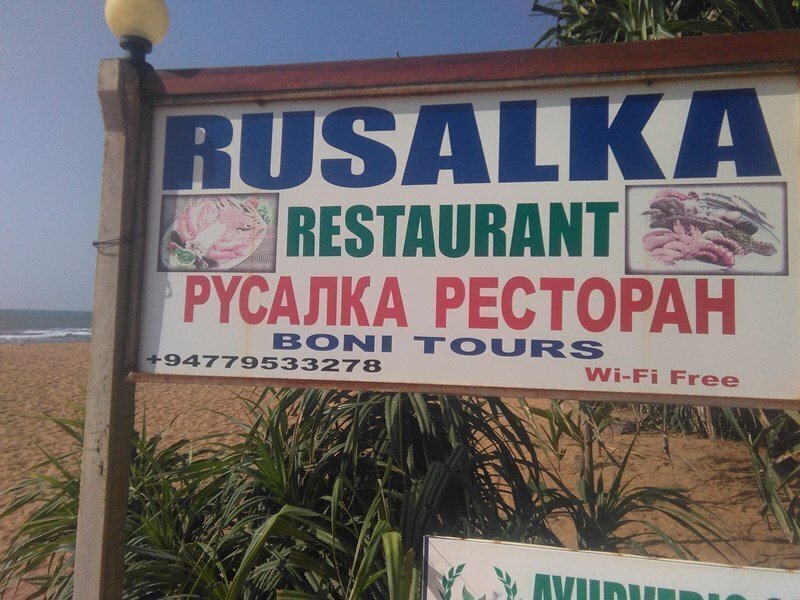 RUSALKA
RESTAURANT
РУСАЛКА РЕСТОРАН
BONI TOURS
+94779533278
Wi-Fi Free